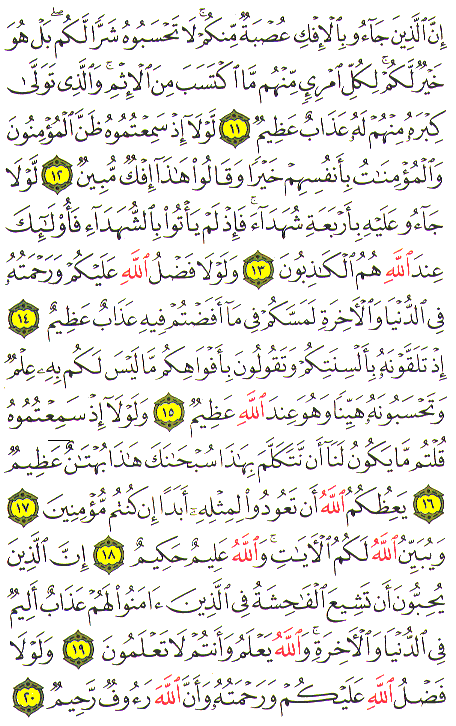 إِنَّ ٱلَّذِينَ جَآءُو بِٱلْإِفْكِ عُصْبَةٌ مِّنكُمْ ۚ لَا تَحْسَبُوهُ شَرًّا لَّكُم ۖ بَلْ هُوَ
خَيْرٌ لَّكُمْ ۚ لِكُلِّ ٱمْرِئٍ مِّنْهُم مَّا ٱكْتَسَبَ مِنَ ٱلْإِثْمِ ۚ وَٱلَّذِى تَوَلَّىٰ
كِبْرَهُۥ مِنْهُمْ لَهُۥ عَذَابٌ عَظِيمٌ ١١ لَّوْلَآ إِذْ سَمِعْتُمُوهُ ظَنَّ ٱلْمُؤْمِنُونَ
وَٱلْمُؤْمِنَٰتُ بِأَنفُسِهِمْ خَيْرًا وَقَالُوا۟ هَٰذَآ إِفْكٌ مُّبِينٌ ١٢ لَّوْلَا
جَآءُو عَلَيْهِ بِأَرْبَعَةِ شُهَدَآءَ ۚ فَإِذْ لَمْ يَأْتُوا۟ بِٱلشُّهَدَآءِ فَأُو۟لَٰٓئِكَ
عِندَ ٱللَّهِ هُمُ ٱلْكَٰذِبُونَ ١٣ وَلَوْلَا فَضْلُ ٱللَّهِ عَلَيْكُمْ وَرَحْمَتُهُۥ
فِى ٱلدُّنْيَا وَٱلْءَاخِرَةِ لَمَسَّكُمْ فِى مَآ أَفَضْتُمْ فِيهِ عَذَابٌ عَظِيمٌ ١٤
إِذْ تَلَقَّوْنَهُۥ بِأَلْسِنَتِكُمْ وَتَقُولُونَ بِأَفْوَاهِكُم مَّا لَيْسَ لَكُم بِهِۦ عِلْمٌ
وَتَحْسَبُونَهُۥ هَيِّنًا وَهُوَ عِندَ ٱللَّهِ عَظِيمٌ ١٥ وَلَوْلَآ إِذْ سَمِعْتُمُوهُ
قُلْتُم مَّا يَكُونُ لَنَآ أَن نَّتَكَلَّمَ بِهَٰذَا سُبْحَٰنَكَ هَٰذَا بُهْتَٰنٌ عَظِيمٌ
١٦ يَعِظُكُمُ ٱللَّهُ أَن تَعُودُوا۟ لِمِثْلِهِۦٓ أَبَدًا إِن كُنتُم مُّؤْمِنِينَ ١٧
وَيُبَيِّنُ ٱللَّهُ لَكُمُ ٱلْءَايَٰتِ ۚ وَٱللَّهُ عَلِيمٌ حَكِيمٌ ١٨ إِنَّ ٱلَّذِينَ
يُحِبُّونَ أَن تَشِيعَ ٱلْفَٰحِشَةُ فِى ٱلَّذِينَ ءَامَنُوا۟ لَهُمْ عَذَابٌ أَلِيمٌ
فِى ٱلدُّنْيَا وَٱلْءَاخِرَةِ ۚ وَٱللَّهُ يَعْلَمُ وَأَنتُمْ لَا تَعْلَمُونَ ١٩ وَلَوْلَا
فَضْلُ ٱللَّهِ عَلَيْكُمْ وَرَحْمَتُهُۥ وَأَنَّ ٱللَّهَ رَءُوفٌ رَّحِيمٌ ٢٠